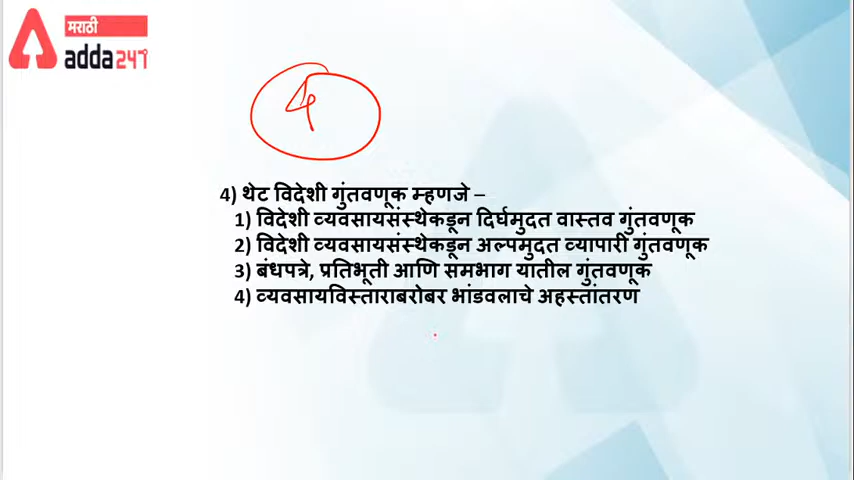 मराठी
adda247
4
4) थेट विदेशी गुंतवणूक म्हणजे –
1) विदेशी व्यवसायसंस्थेकडून दिर्घमुदत वास्तव गुंतवणूक
2) विदेशी व्यवसायसंस्थेकडून अल्पमुदत व्यापारी गुंतवणूक
3) बंधपत्रे, प्रतिभूती आणि समभाग यातील गुंतवणूक
4) व्यवसायविस्ताराबरोबर भांडवलाचे अहस्तांतरण